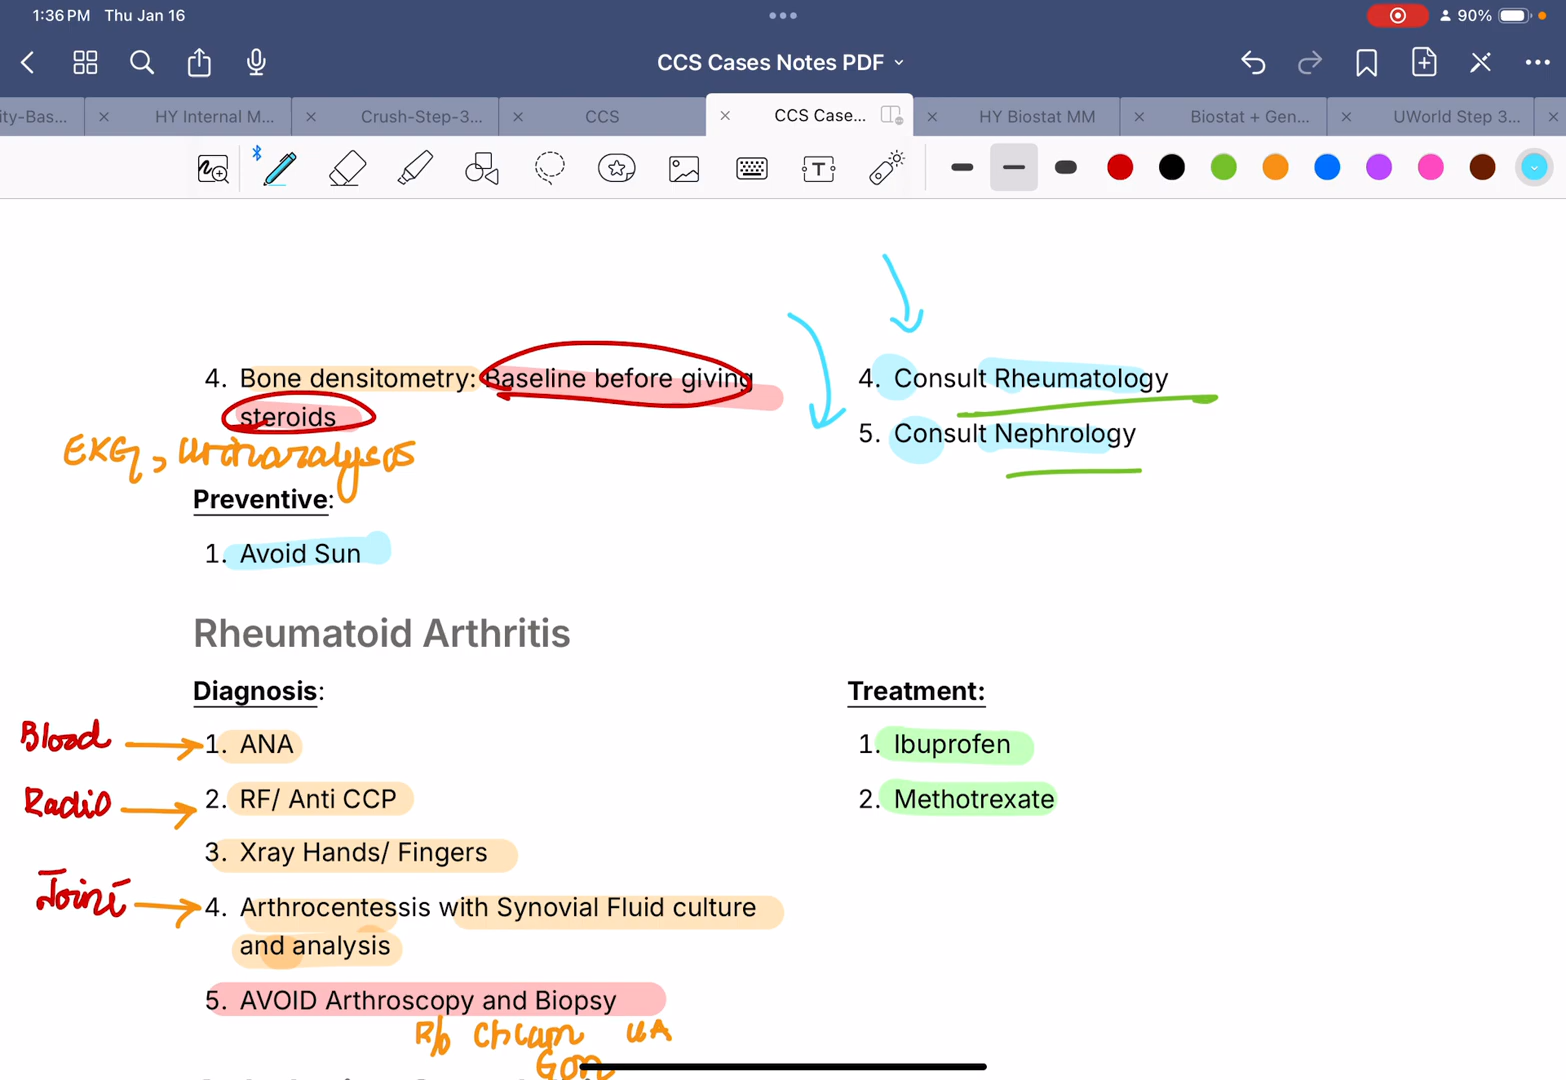 1:36 PM Thu Jan 16
90%
CCS Cases Notes PDF
ity-Bas...
HY Internal M...
Crush-Step-3...
CCS
CCS Case...
HY Biostat MM
Biostat + Gen...
UWorld Step 3...
4. Bone densitometry: Baseline before giving
steroids
EKG,
Preventive:
1. Avoid Sun
4. Consult Rheumatology
5. Consult Nephrology
Rheumatoid Arthritis
Diagnosis:
Blood
1. ANA
Radio
2. RF/ Anti CCP
3. Xray Hands/ Fingers
Joint
4. Arthrocentessis with Synovial Fluid culture
and analysis
5. AVOID Arthroscopy and Biopsy
R/o Chlam UA
Gon
Treatment:
1. Ibuprofen
2. Methotrexate